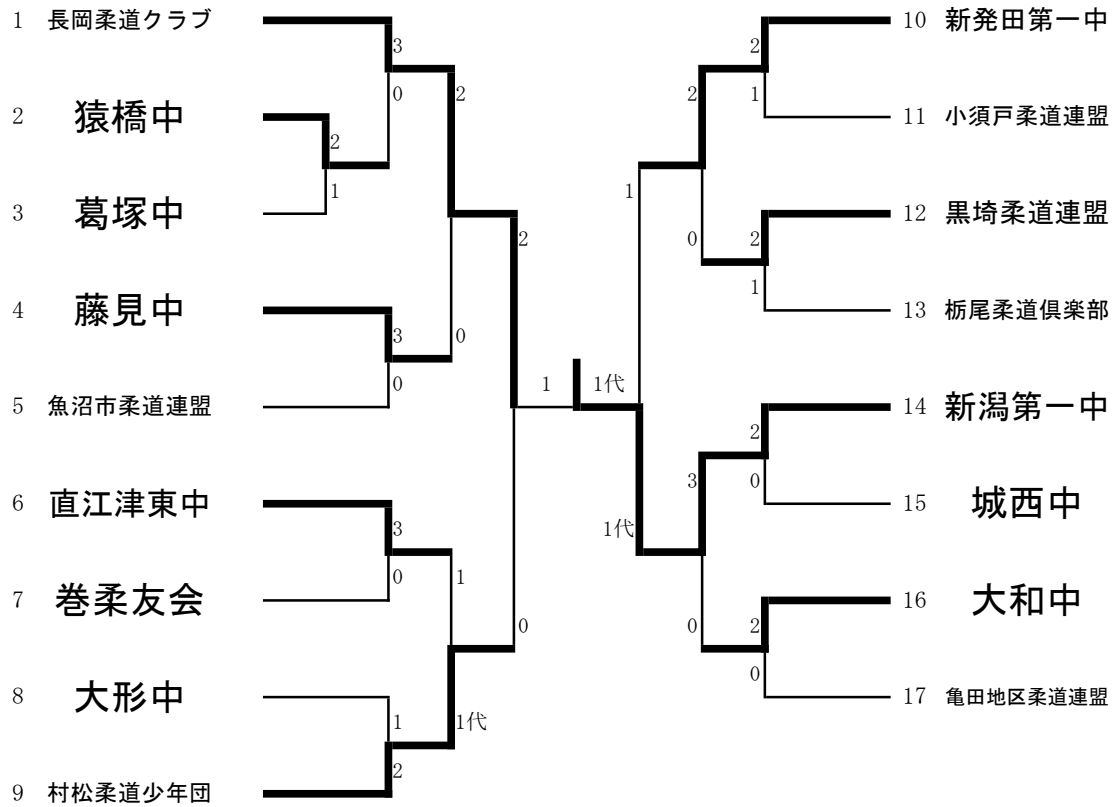 1 長岡柔道クラブ
3
0
2
2 猿橋中
2
1
3 葛塚中
2
4 藤見中
3
0
0
5 魚沼市柔道連盟
6 直江津東中
3
0
1
7 巻柔友会
0
8 大形中
1
2
1代
9 村松柔道少年団
1
1代
10 新発田第一中
2
1
2
11 小須戸柔道連盟
1
12 黒埼柔道連盟
0
2
1
13 栃尾柔道倶楽部
14 新潟第一中
2
0
3
15 城西中
1代
16 大和中
0
2
0
17 亀田地区柔道連盟